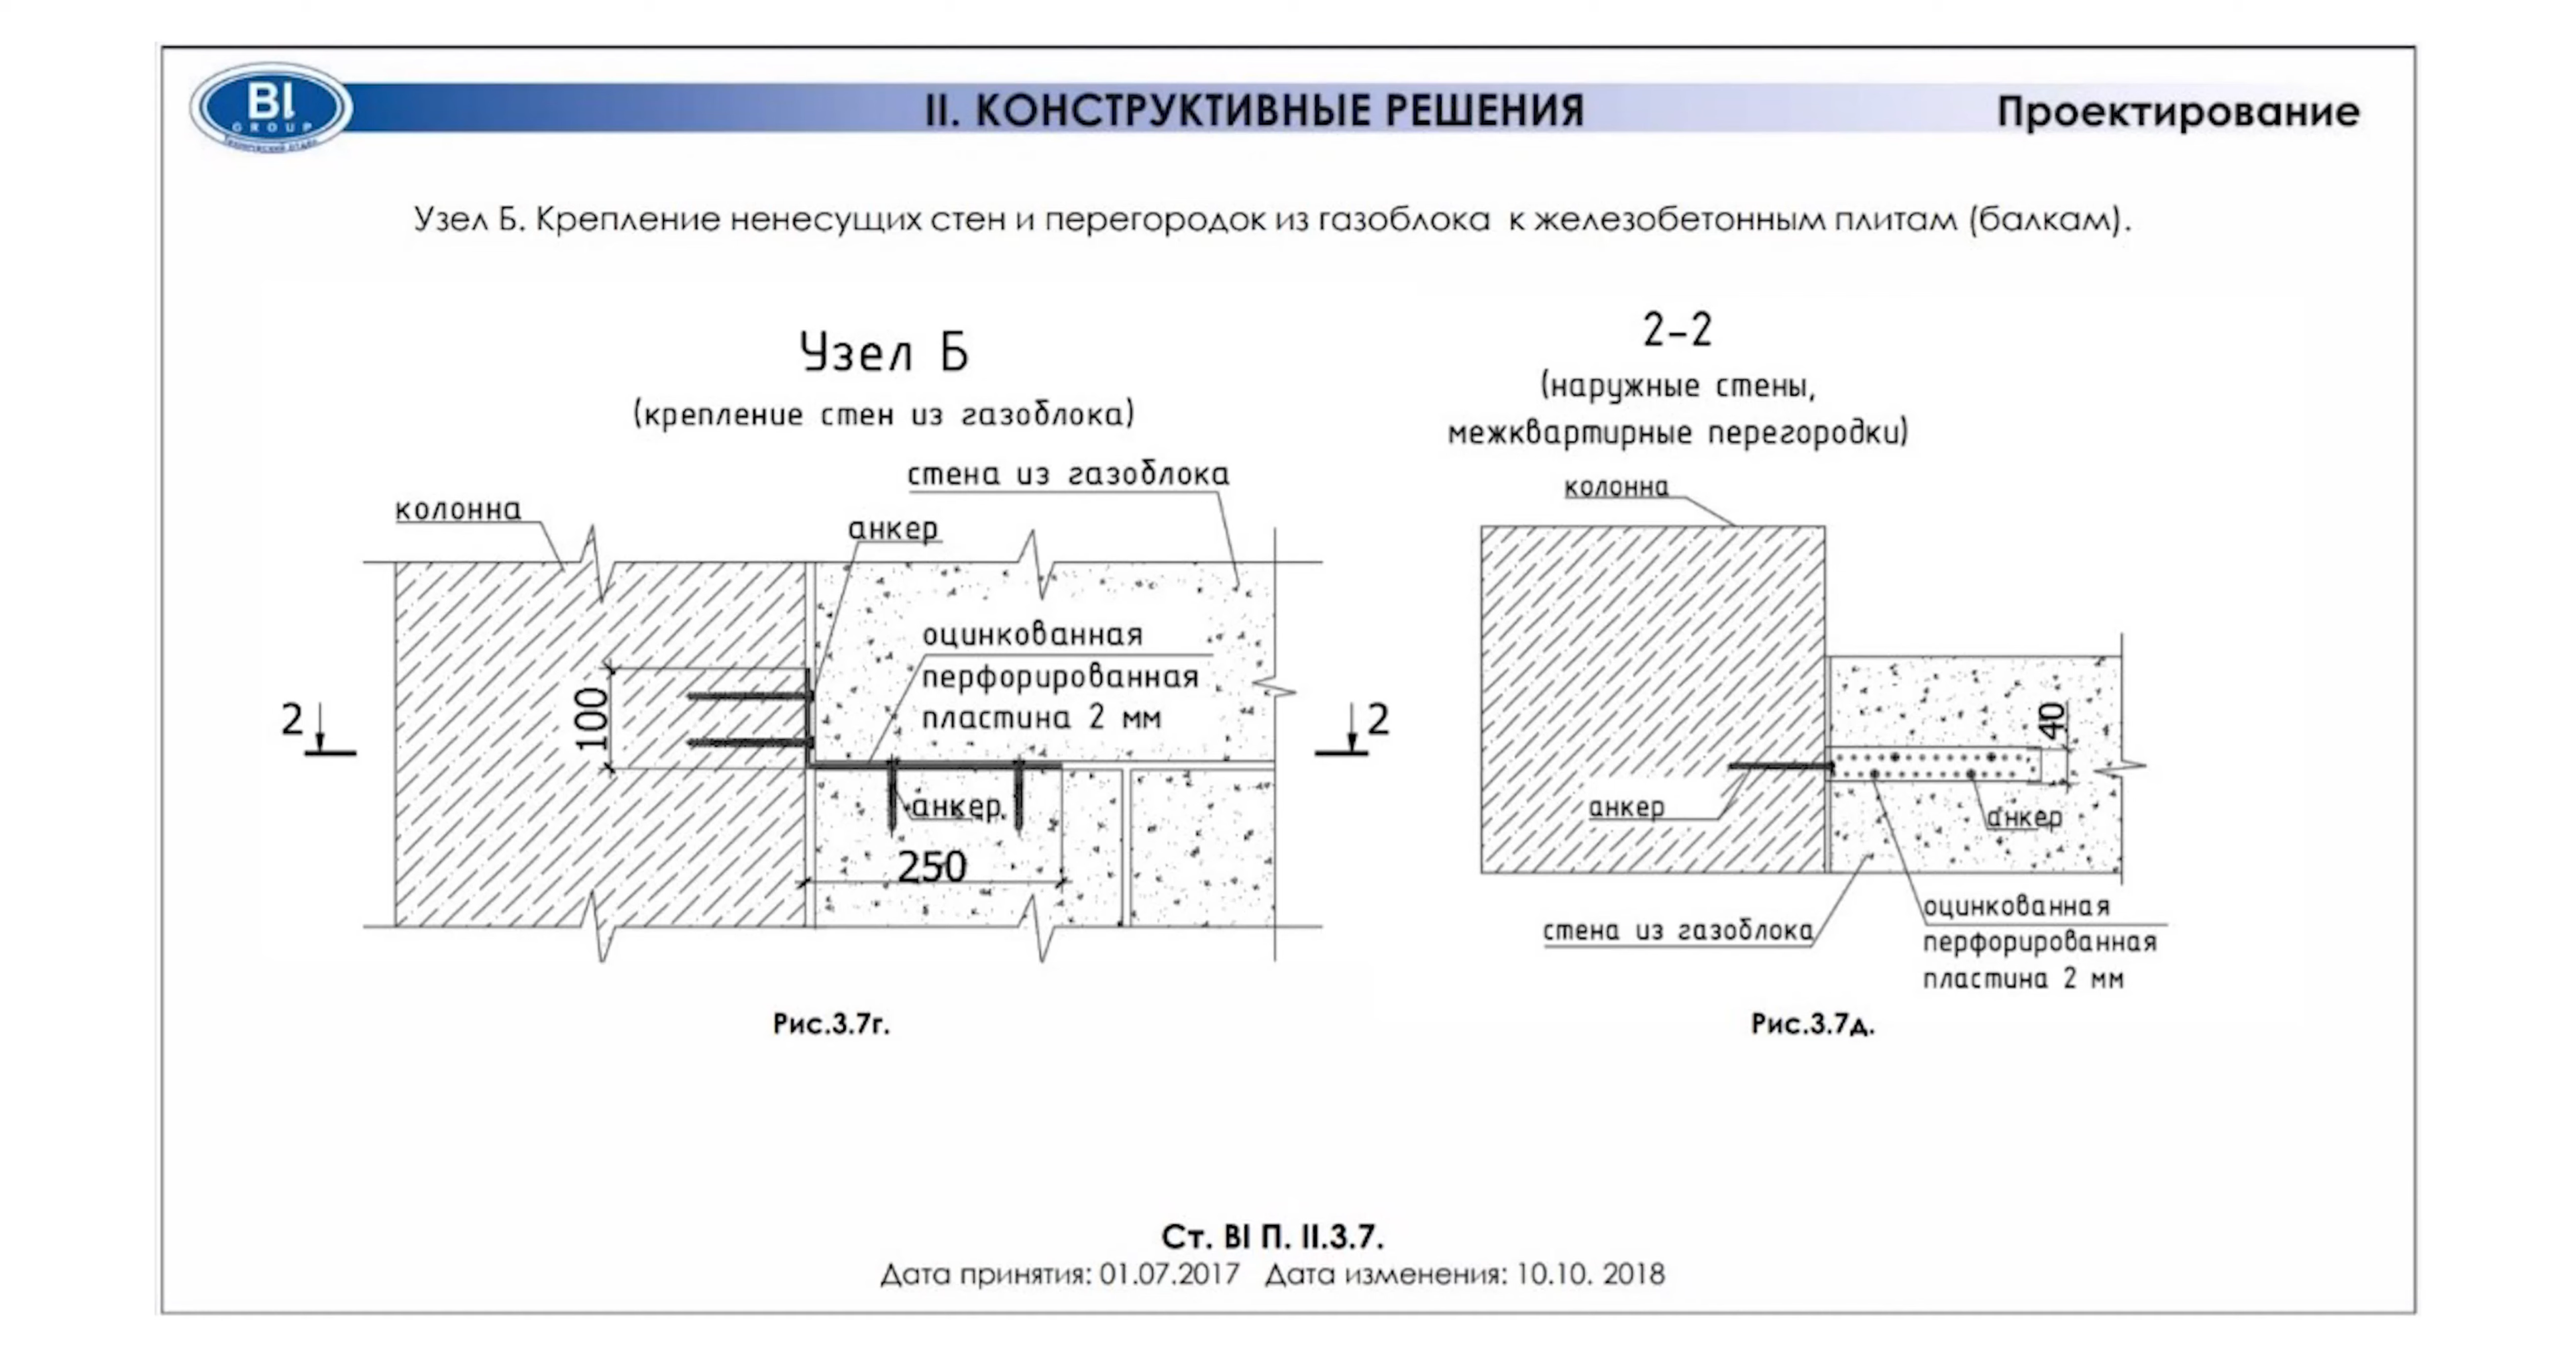 BI
GROUP
II. КОНСТРУКТИВНЫЕ РЕШЕНИЯ
Проектирование
Узел Б. Крепление ненесущих стен и перегородок из газоблока к железобетонным плитам (балкам).
Узел Б
(крепление стен из газоблока)
стена из газоблока
колонна
анкер
оцинкованная
перфорированная
пластина 2 мм
100
2
2
анкер
250
Рис.3.7г.
2-2
(наружные стены,
межквартирные перегородки)
колонна
40
анкер
анкер
стена из газоблока
оцинкованная
перфорированная
пластина 2 мм
Рис.3.7д.
Ст. BI П. II.3.7.
Дата принятия: 01.07.2017 Дата изменения: 10.10. 2018